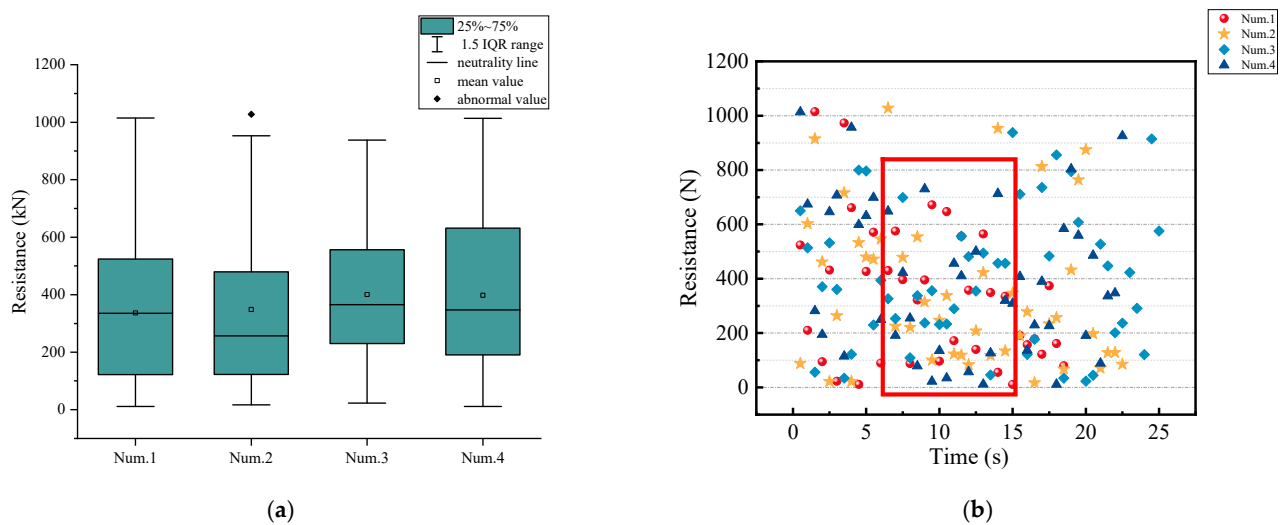 25%~75%
1.5 IQR range
neutrality line
mean value
abnormal value
1200
1000
800
600
400
200
0
Resistance (kN)
Num.1 Num.2 Num.3 Num.4
(a)
Num.1
Num.2
Num.3
Num.4
1200
1000
800
600
400
200
0
Resistance (N)
0 5 10 15 20 25
Time (s)
(b)